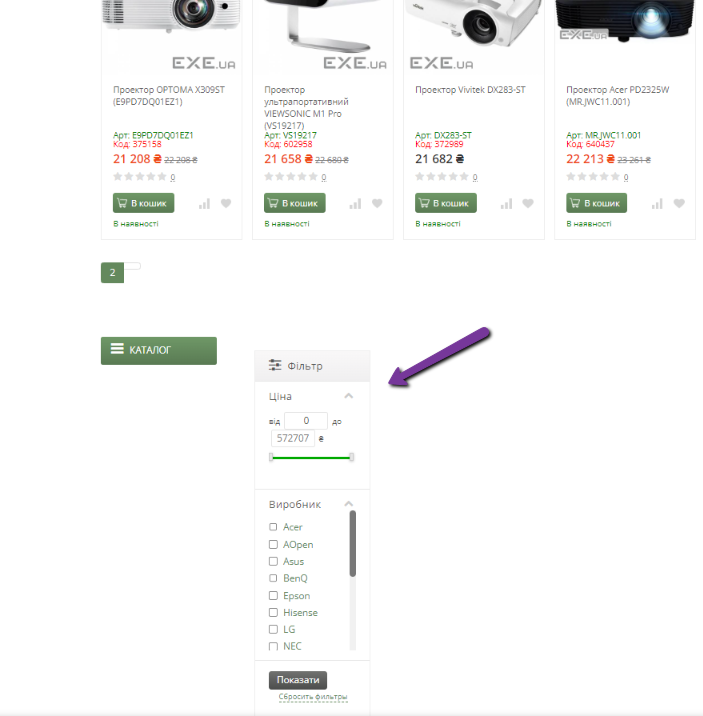 EXE.UA
EXE.UA
EXE.UA
EXE.UA
Проектор OPTOMA X309ST
(E9PD7DQ01EZ1)
Арт: E9PD7DQ01EZ1
Код: 375158
21 208 ₴ 22 208 ₴
0
В кошик
В наявності
Проектор
ультрапортативний
VIEWSONIC M1 Pro
(VS19217)
Арт: VS19217
Код: 602958
21 658 ₴ 22 680 ₴
0
В кошик
В наявності
Проектор Vivitek DX283-ST
Арт: DX283-ST
Код: 372989
21 682 ₴
0
В кошик
В наявності
Проектор Acer PD2325W
(MR.JWC11.001)
Арт: MR.JWC11.001
Код: 640437
22 213 ₴ 23 261 ₴
0
В кошик
В наявності
2
КАТАЛОГ
Фільтр
Ціна
від 0 до
572707 ₴
Виробник
Acer
AOpen
Asus
BenQ
Epson
Hisense
LG
NEC
Показати
Сбросить фильтры